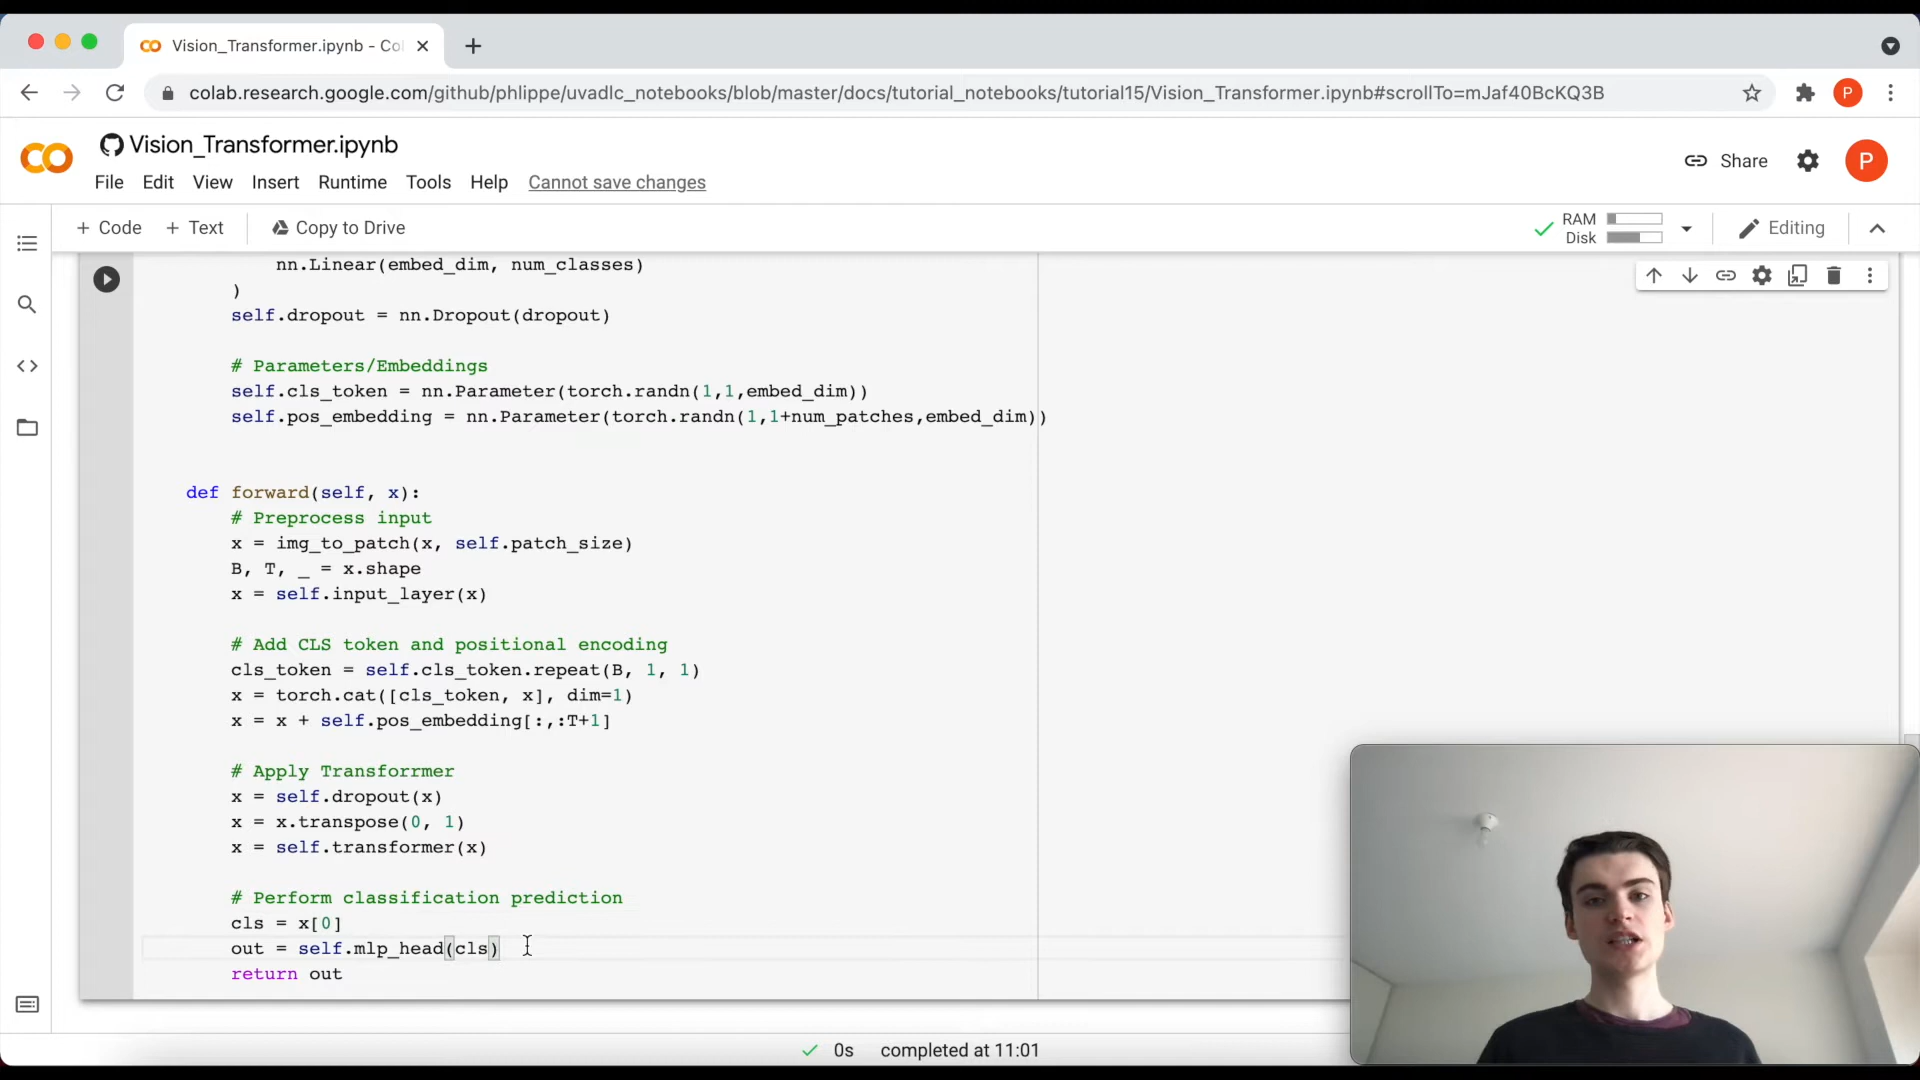 Vision_Transformer.ipynb - Co
colab.research.google.com/github/phlippe/uvadlc_notebooks/blob/master/docs/tutorial_notebooks/tutorial15/Vision_Transformer.ipynb#scrollTo=mJaf40BcKQ3B
P
Vision_Transformer.ipynb
File Edit View Insert Runtime Tools Help Cannot save changes
Share
P
+ Code + Text Copy to Drive
RAM
Disk
Editing
nn.Linear(embed_dim, num_classes)
)
self.dropout = nn.Dropout(dropout)
# Parameters/Embeddings
self.cls_token = nn.Parameter(torch.randn(1,1,embed_dim))
self.pos_embedding = nn.Parameter(torch.randn(1,1+num_patches,embed_dim))
def forward(self, x):
# Preprocess input
x = img_to_patch(x, self.patch_size)
B, T, _ = x.shape
x = self.input_layer(x)
# Add CLS token and positional encoding
cls_token = self.cls_token.repeat(B, 1, 1)
x = torch.cat([cls_token, x], dim=1)
x = x + self.pos_embedding[:,:T+1]
# Apply Transforrmer
x = self.dropout(x)
x = x.transpose(0, 1)
x = self.transformer(x)
# Perform classification prediction
cls = x[0]
out = self.mlp_head(cls)
return out
0s completed at 11:01